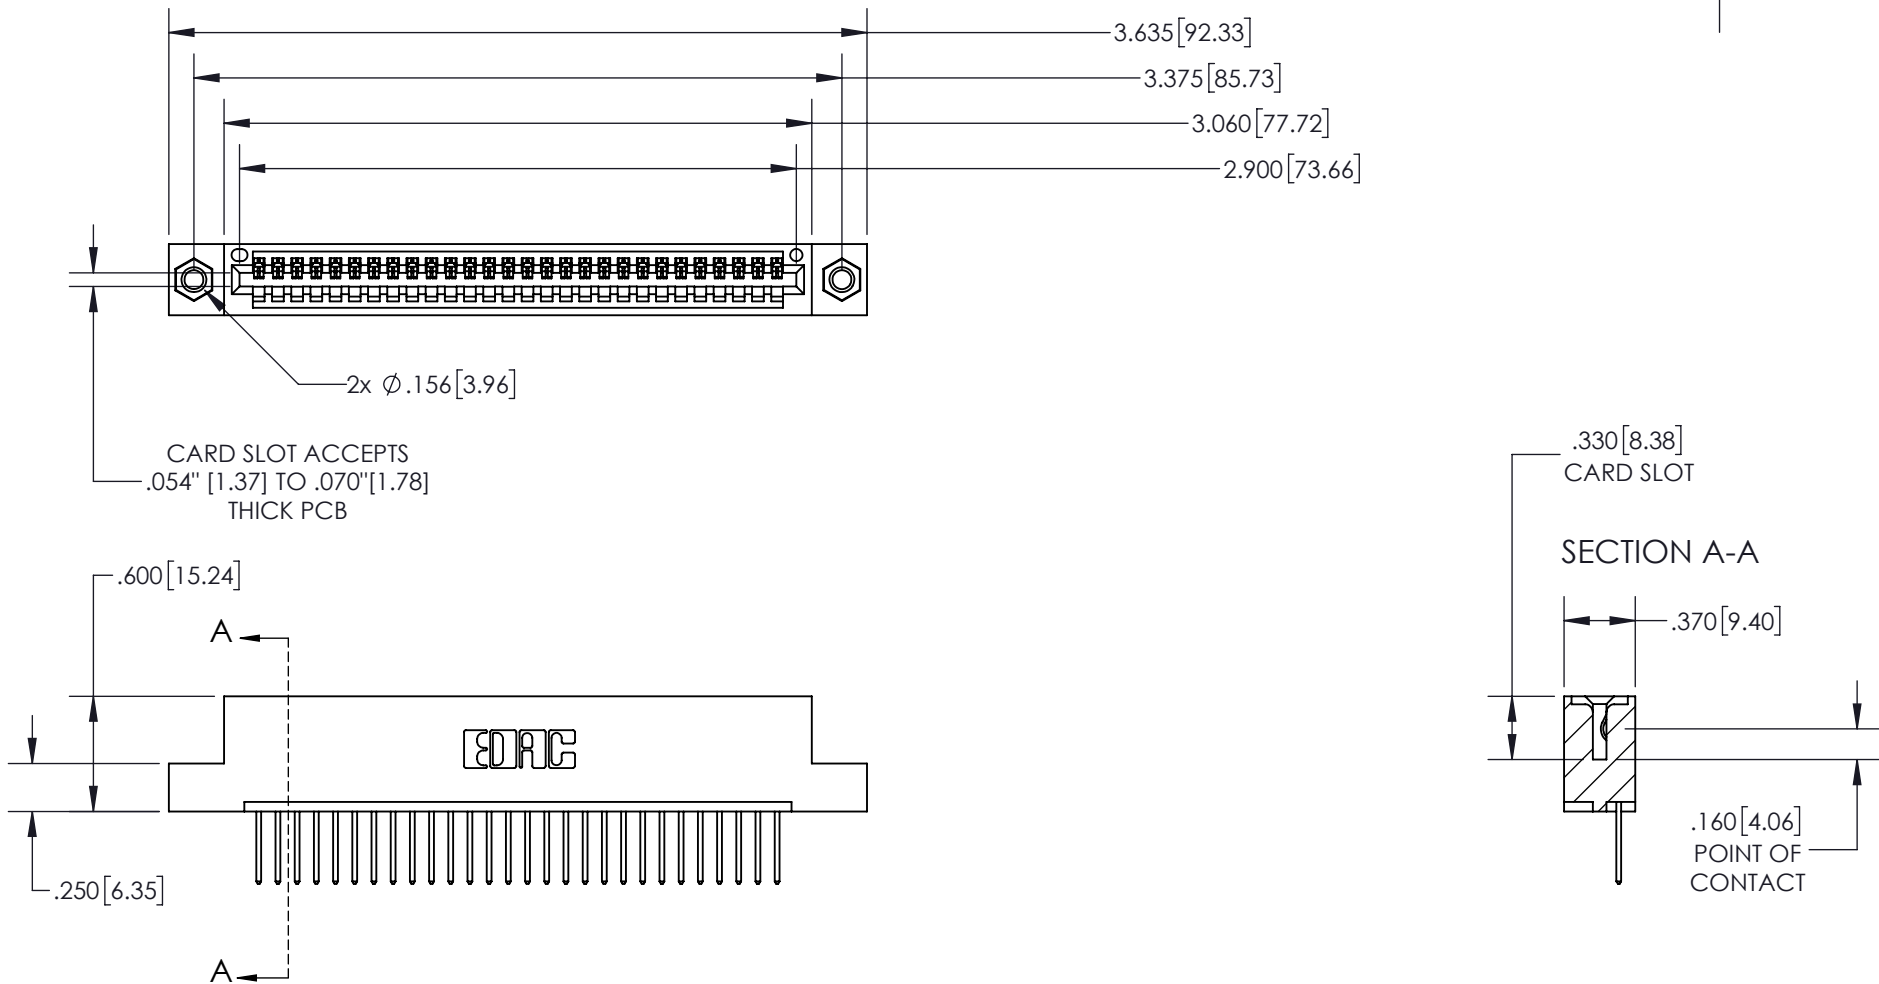 3.635[92.33]
3.375[85.73]
3.060[77.72]
2.900[73.66]
2x Ø.156[3.96]
CARD SLOT ACCEPTS
.054" [1.37] TO .070"[1.78]
THICK PCB
.330[8.38]
CARD SLOT
SECTION A-A
.600[15.24]
.370[9.40]
A
EDAC
.160[4.06]
POINT OF
CONTACT
.250[6.35]
A